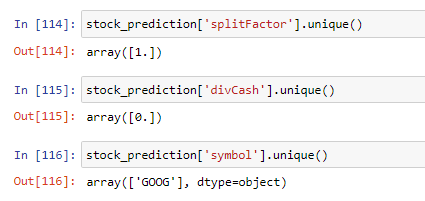 In [114]: stock_prediction['splitFactor'].unique()
Out[114]: array([1.])
In [115]: stock_prediction['divCash'].unique()
Out[115]: array([0.])
In [116]: stock_prediction['symbol'].unique()
Out[116]: array(['GOOG'], dtype=object)